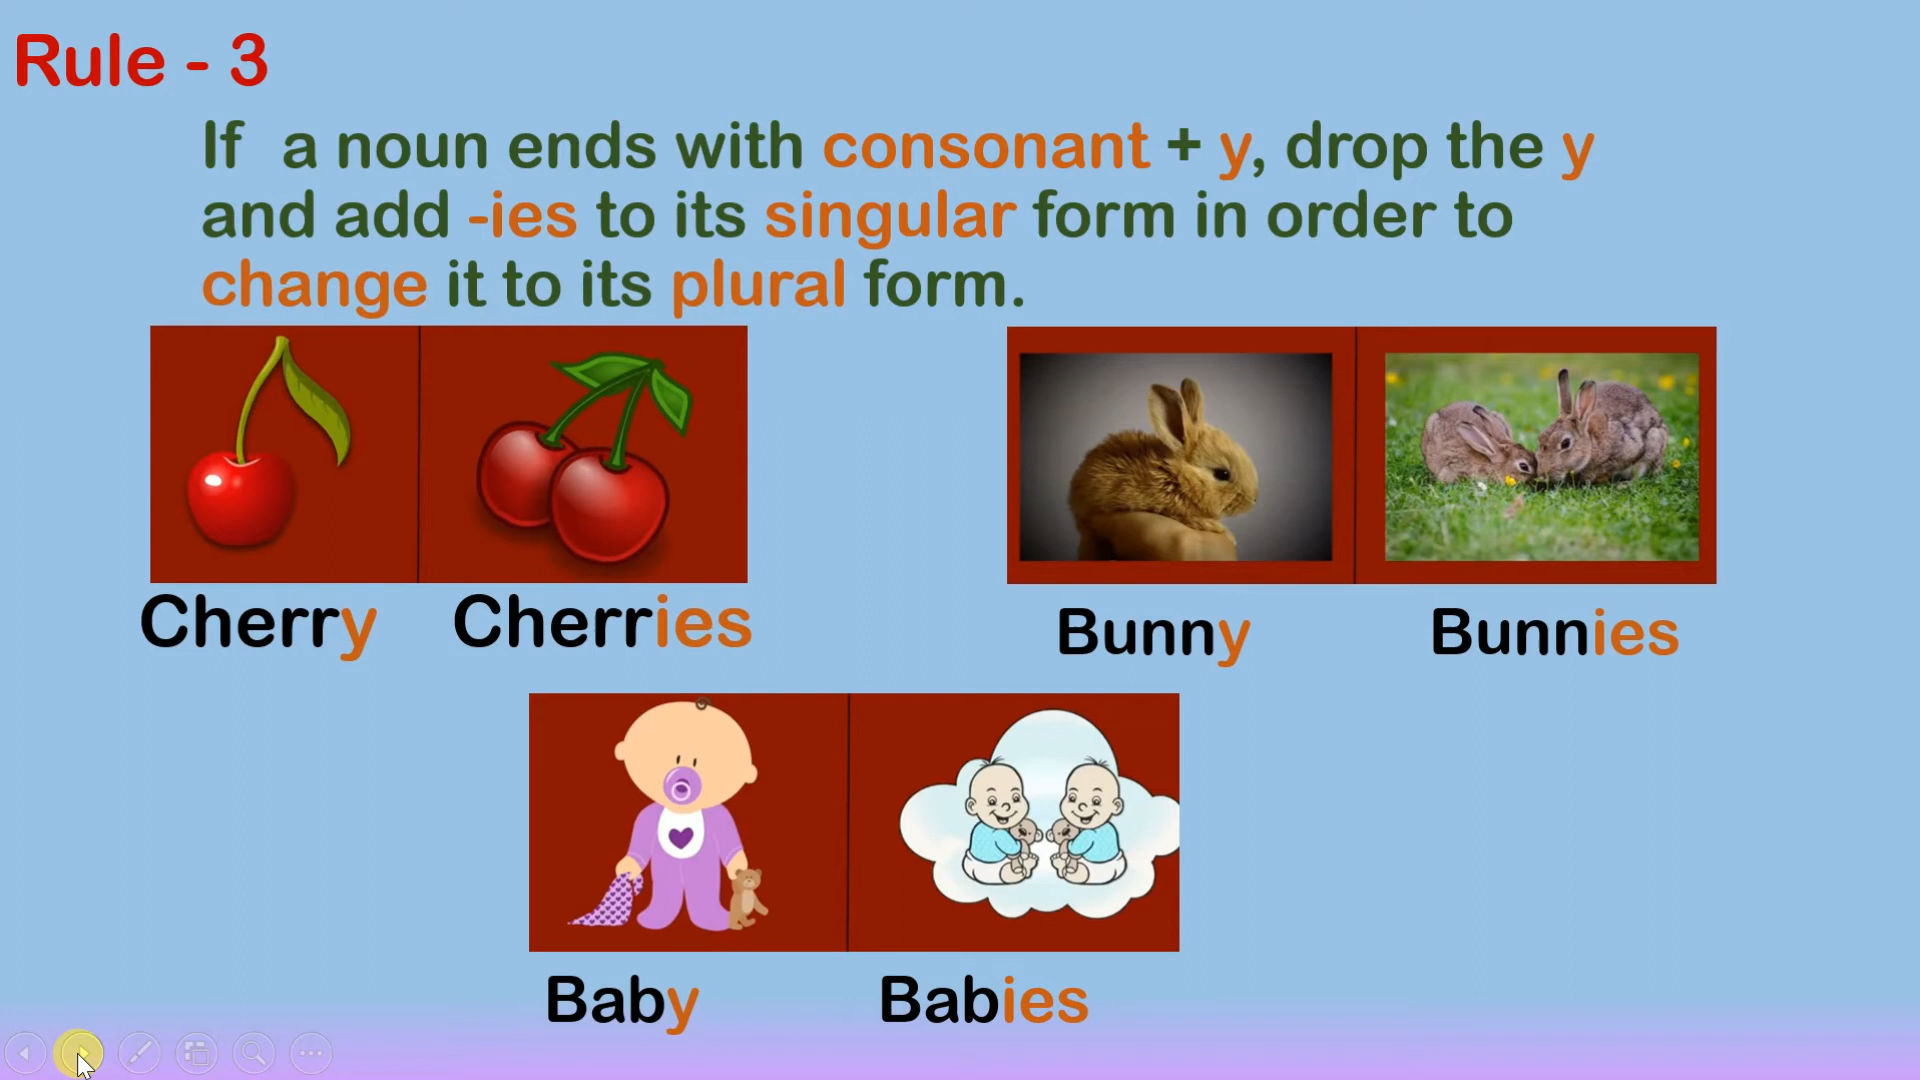 Rule - 3
If a noun ends with consonant + y, drop the y
and add -ies to its singular form in order to
change it to its plural form.
Cherry Cherries
Bunny Bunnies
Baby Babies